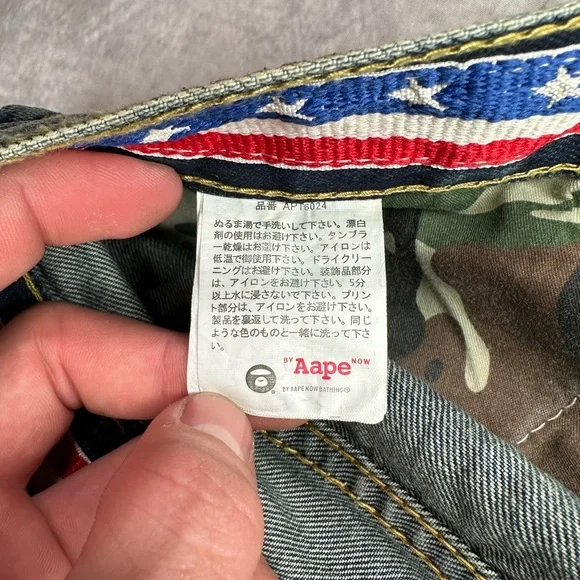 品番 APT6024
ぬるま湯で手洗いして下さい。漂白
剤の使用はお避け下さい。タンブラ
ー乾燥はお避け下さい。アイロンは
低温で御使用下さい。ドライクリー
ニングはお避け下さい。装飾品部分
は、アイロンをお避け下さい。5分
以上水に浸さないで下さい。プリン
ト部分は、アイロンをお避け下さい。
製品を裏返して洗って下さい。同じ
ような色のものと一緒に洗って下さ
い。
BY Aape NOW
BY AAPE NOW BATHING